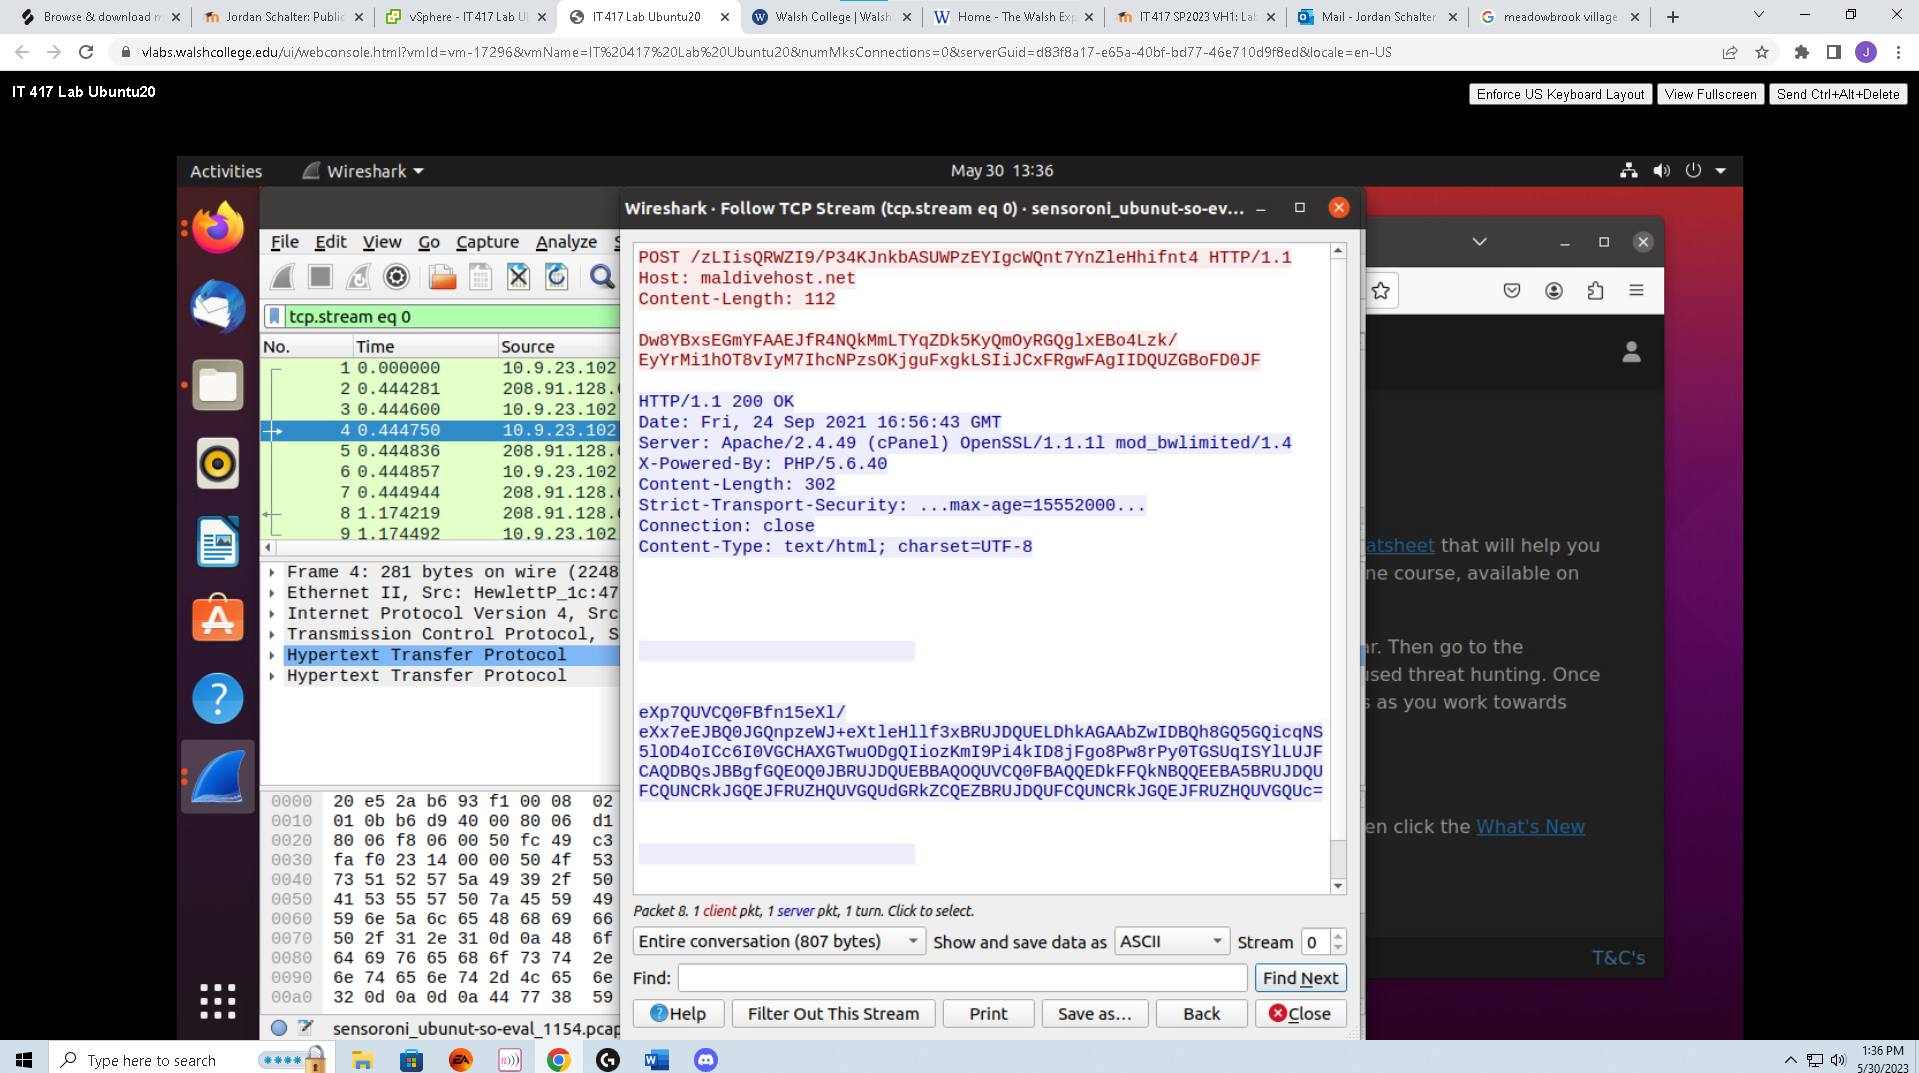 Browse & download m
Jordan Schalter: Public
vSphere - IT417 Lab U
IT417 Lab Ubuntu20
Walsh College | Walsh
Home - The Walsh Exp
IT417 SP2023 VH1: Lab
Mail - Jordan Schalter
meadowbrook village
vlabs.walshcollege.edu/ui/webconsole.html?vmId=vm-17296&vmName=IT%20417%20Lab%20Ubuntu20&numMksConnections=0&serverGuid=d83f8a17-e65a-40bf-bd77-46e710d9f8ed&locale=en-US
J
IT 417 Lab Ubuntu20
Enforce US Keyboard Layout
View Fullscreen
Send Ctrl+Alt+Delete
Activities
Wireshark
May 30 13:36
Wireshark · Follow TCP Stream (tcp.stream eq 0) · sensoroni_ubunut-so-ev...
File Edit View Go Capture Analyze S
tcp.stream eq 0
No. Time Source
1 0.000000 10.9.23.102
2 0.444281 208.91.128.6
3 0.444600 10.9.23.102
4 0.444750 10.9.23.102
5 0.444836 208.91.128.6
6 0.444857 10.9.23.102
7 0.444944 208.91.128.6
8 1.174219 208.91.128.6
9 1.174492 10.9.23.102
Frame 4: 281 bytes on wire (2248
Ethernet II, Src: HewlettP_1c:47
Internet Protocol Version 4, Src
Transmission Control Protocol, S
Hypertext Transfer Protocol
Hypertext Transfer Protocol
0000 20 e5 2a b6 93 f1 00 08 02
0010 01 0b b6 d9 40 00 80 06 d1
0020 80 06 f8 06 00 50 fc 49 c3
0030 fa f0 23 14 00 00 50 4f 53
0040 73 51 52 57 5a 49 39 2f 50
0050 41 53 55 57 50 7a 45 59 49
0060 59 6e 5a 6c 65 48 68 69 66
0070 50 2f 31 2e 31 0d 0a 48 6f
0080 64 69 76 65 68 6f 73 74 2e
0090 6e 74 65 6e 74 2d 4c 65 6e
00a0 32 0d 0a 0d 0a 44 77 38 59
sensoroni_ubunut-so-eval_1154.pcap
POST /zLIisQRWZI9/P34KJnkbASUWPzEYIgcWQnt7YnZleHhifnt4 HTTP/1.1
Host: maldivehost.net
Content-Length: 112
Dw8YBxsEGmYFAAEJfR4NQkMmLTYqZDk5KyQmOyRGQglxEBo4Lzk/
EyYrMi1hOT8vIyM7IhcNPzsOKjguFxgkLSIiJCxFRgwFAgIIDQUZGBoFD0JF
HTTP/1.1 200 OK
Date: Fri, 24 Sep 2021 16:56:43 GMT
Server: Apache/2.4.49 (cPanel) OpenSSL/1.1.1l mod_bwlimited/1.4
X-Powered-By: PHP/5.6.40
Content-Length: 302
Strict-Transport-Security: ...max-age=15552000...
Connection: close
Content-Type: text/html; charset=UTF-8
eXp7QUVCQ0FBfn15eXl/
eXx7eEJBQ0JGQnpzeWJ+eXtleHllf3xBRUJDQUELDhkAGAAbZwIDBQh8GQ5GQicqNS
5lOD4oICc6I0VGCHAXGTwuODgQIiozKmI9Pi4kID8jFgo8Pw8rPy0TGSUqISYlLUJF
CAQDBQsJBBgfGQEOQ0JBRUJDQUEBBAQOQUVCQ0FBAQQEDkFFQkNBQQEEBA5BRUJDQU
FCQUNCRkJGQEJFRUZHQUVGQUdGRkZCQEZBRUJDQUFCQUNCRkJGQEJFRUZHQUVGQUc=
Packet 8. 1 client pkt, 1 server pkt, 1 turn. Click to select.
Entire conversation (807 bytes)
Show and save data as
ASCII
Stream 0
Find:
Find Next
Help
Filter Out This Stream
Print
Save as…
Back
Close
atsheet that will help you
ne course, available on
ar. Then go to the
used threat hunting. Once
s as you work towards
en click the What's New
T&C's
Type here to search
1:36 PM
5/30/2023